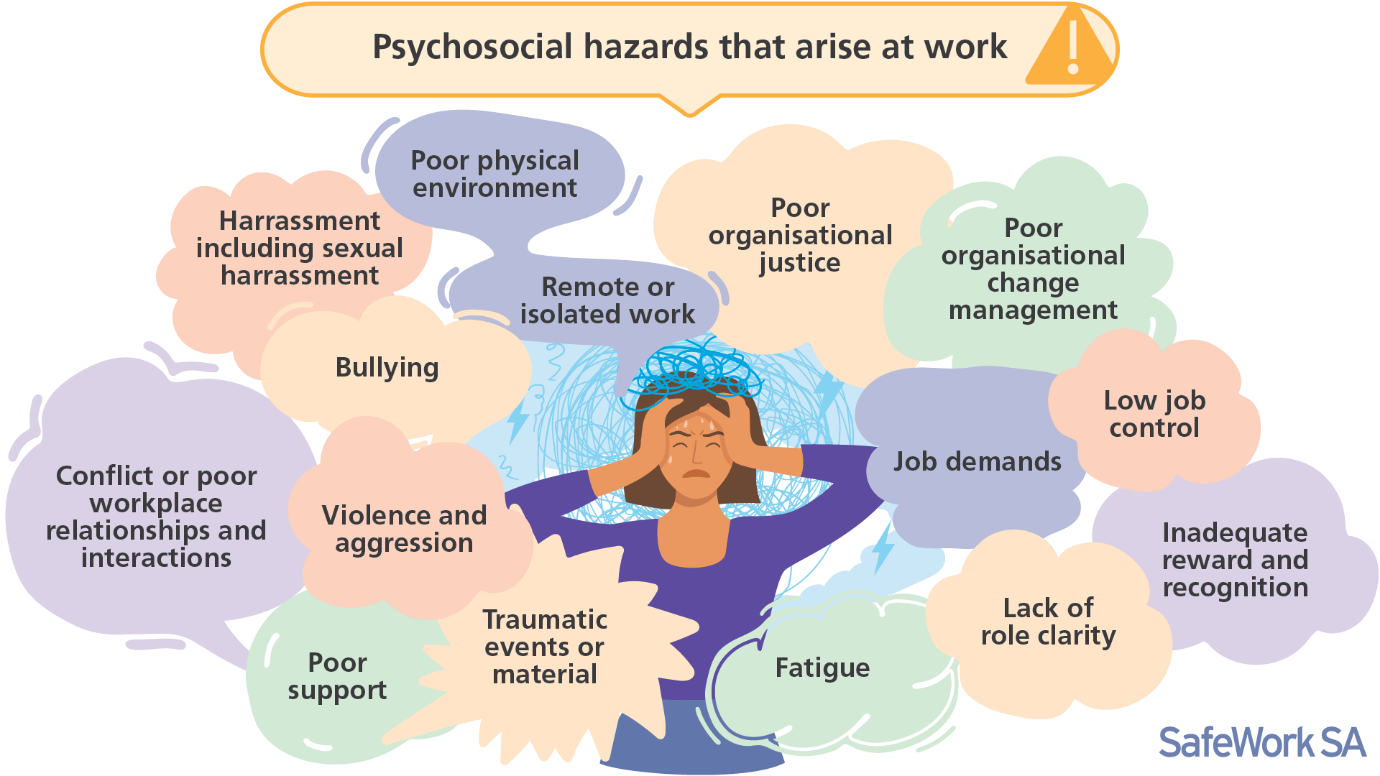 Psychosocial hazards that arise at work
Poor physical
environment
Harrassment
including sexual
harrassment
Remote or
isolated work
Poor
organisational
justice
Poor
organisational
change
management
Bullying
Low job
control
Conflict or poor
workplace
relationships and
interactions
Violence and
aggression
Job demands
Inadequate
reward and
recognition
Traumatic
events or
material
Lack of
role clarity
Poor
support
Fatigue
SafeWork SA